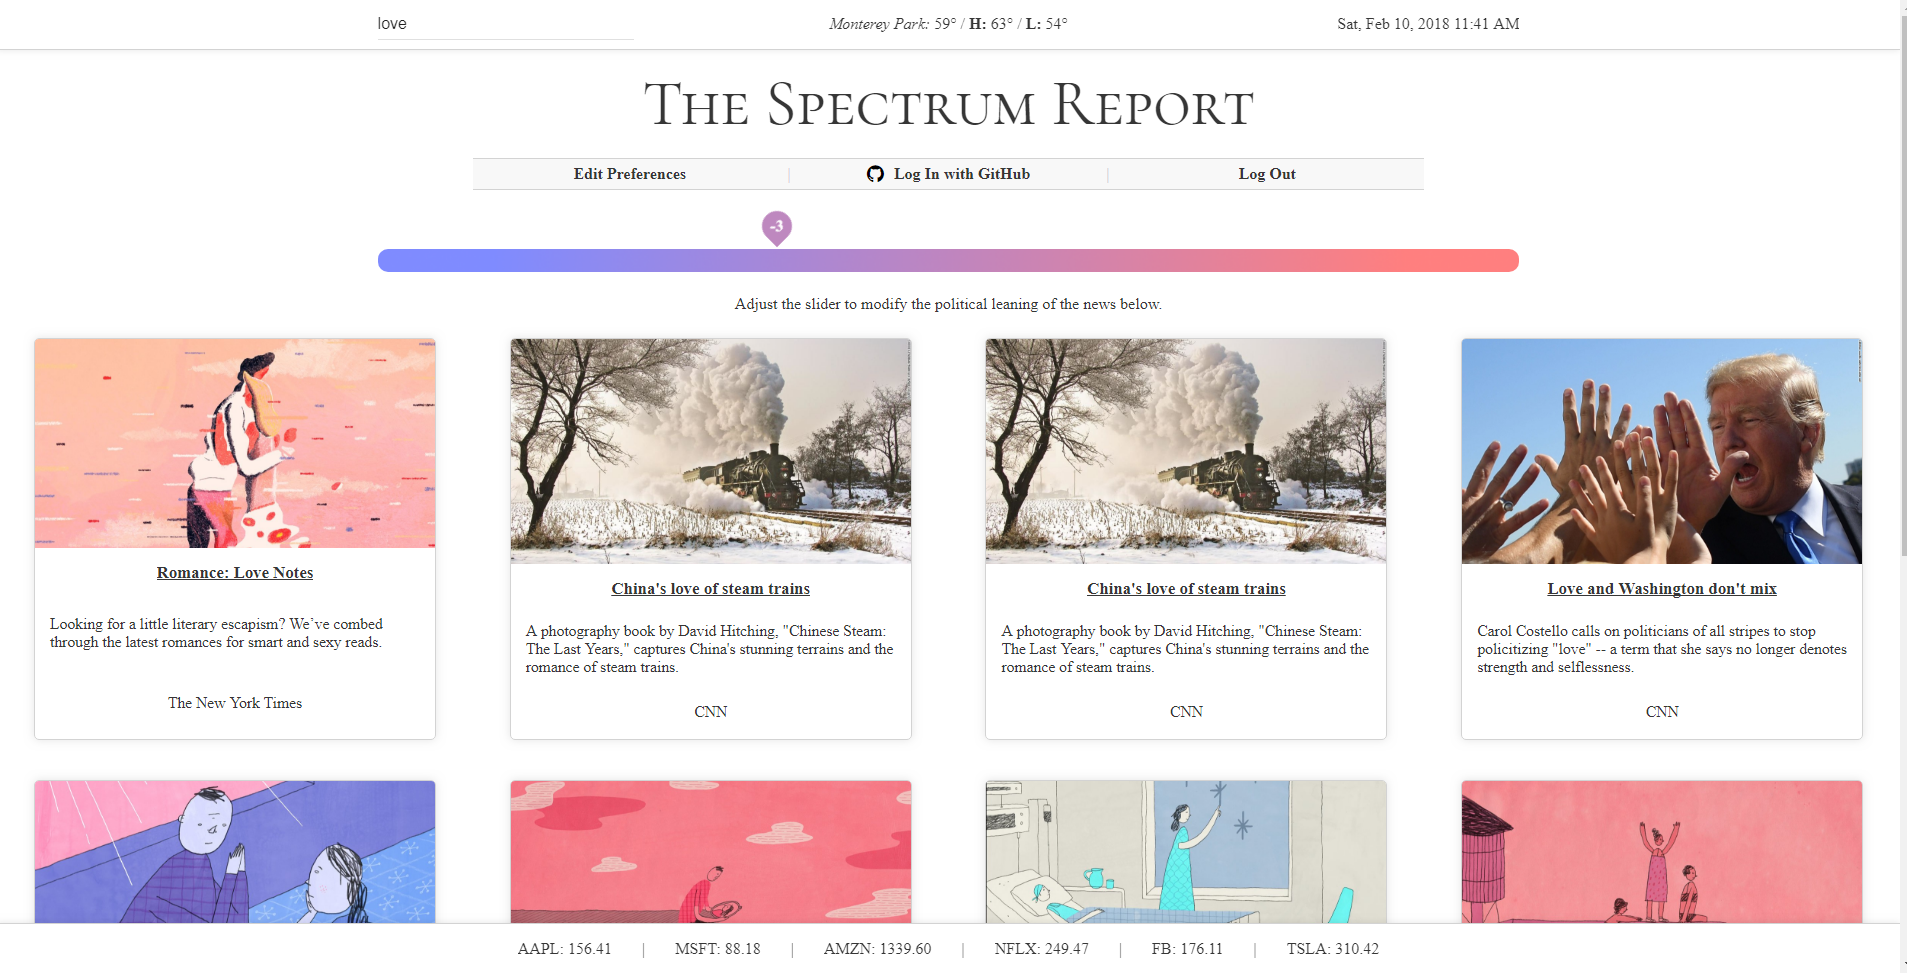 love
Monterey Park: 59° / H: 63° / L: 54°
Sat, Feb 10, 2018 11:41 AM
The Spectrum Report
Edit Preferences | Log In with GitHub | Log Out
-3
Adjust the slider to modify the political leaning of the news below.
Romance: Love Notes
Looking for a little literary escapism? We’ve combed
through the latest romances for smart and sexy reads.
The New York Times
China's love of steam trains
A photography book by David Hitching, "Chinese Steam:
The Last Years," captures China's stunning terrains and the
romance of steam trains.
CNN
China's love of steam trains
A photography book by David Hitching, "Chinese Steam:
The Last Years," captures China's stunning terrains and the
romance of steam trains.
CNN
Love and Washington don't mix
Carol Costello calls on politicians of all stripes to stop
policitizing "love" -- a term that she says no longer denotes
strength and selflessness.
CNN
AAPL: 156.41 | MSFT: 88.18 | AMZN: 1339.60 | NFLX: 249.47 | FB: 176.11 | TSLA: 310.42